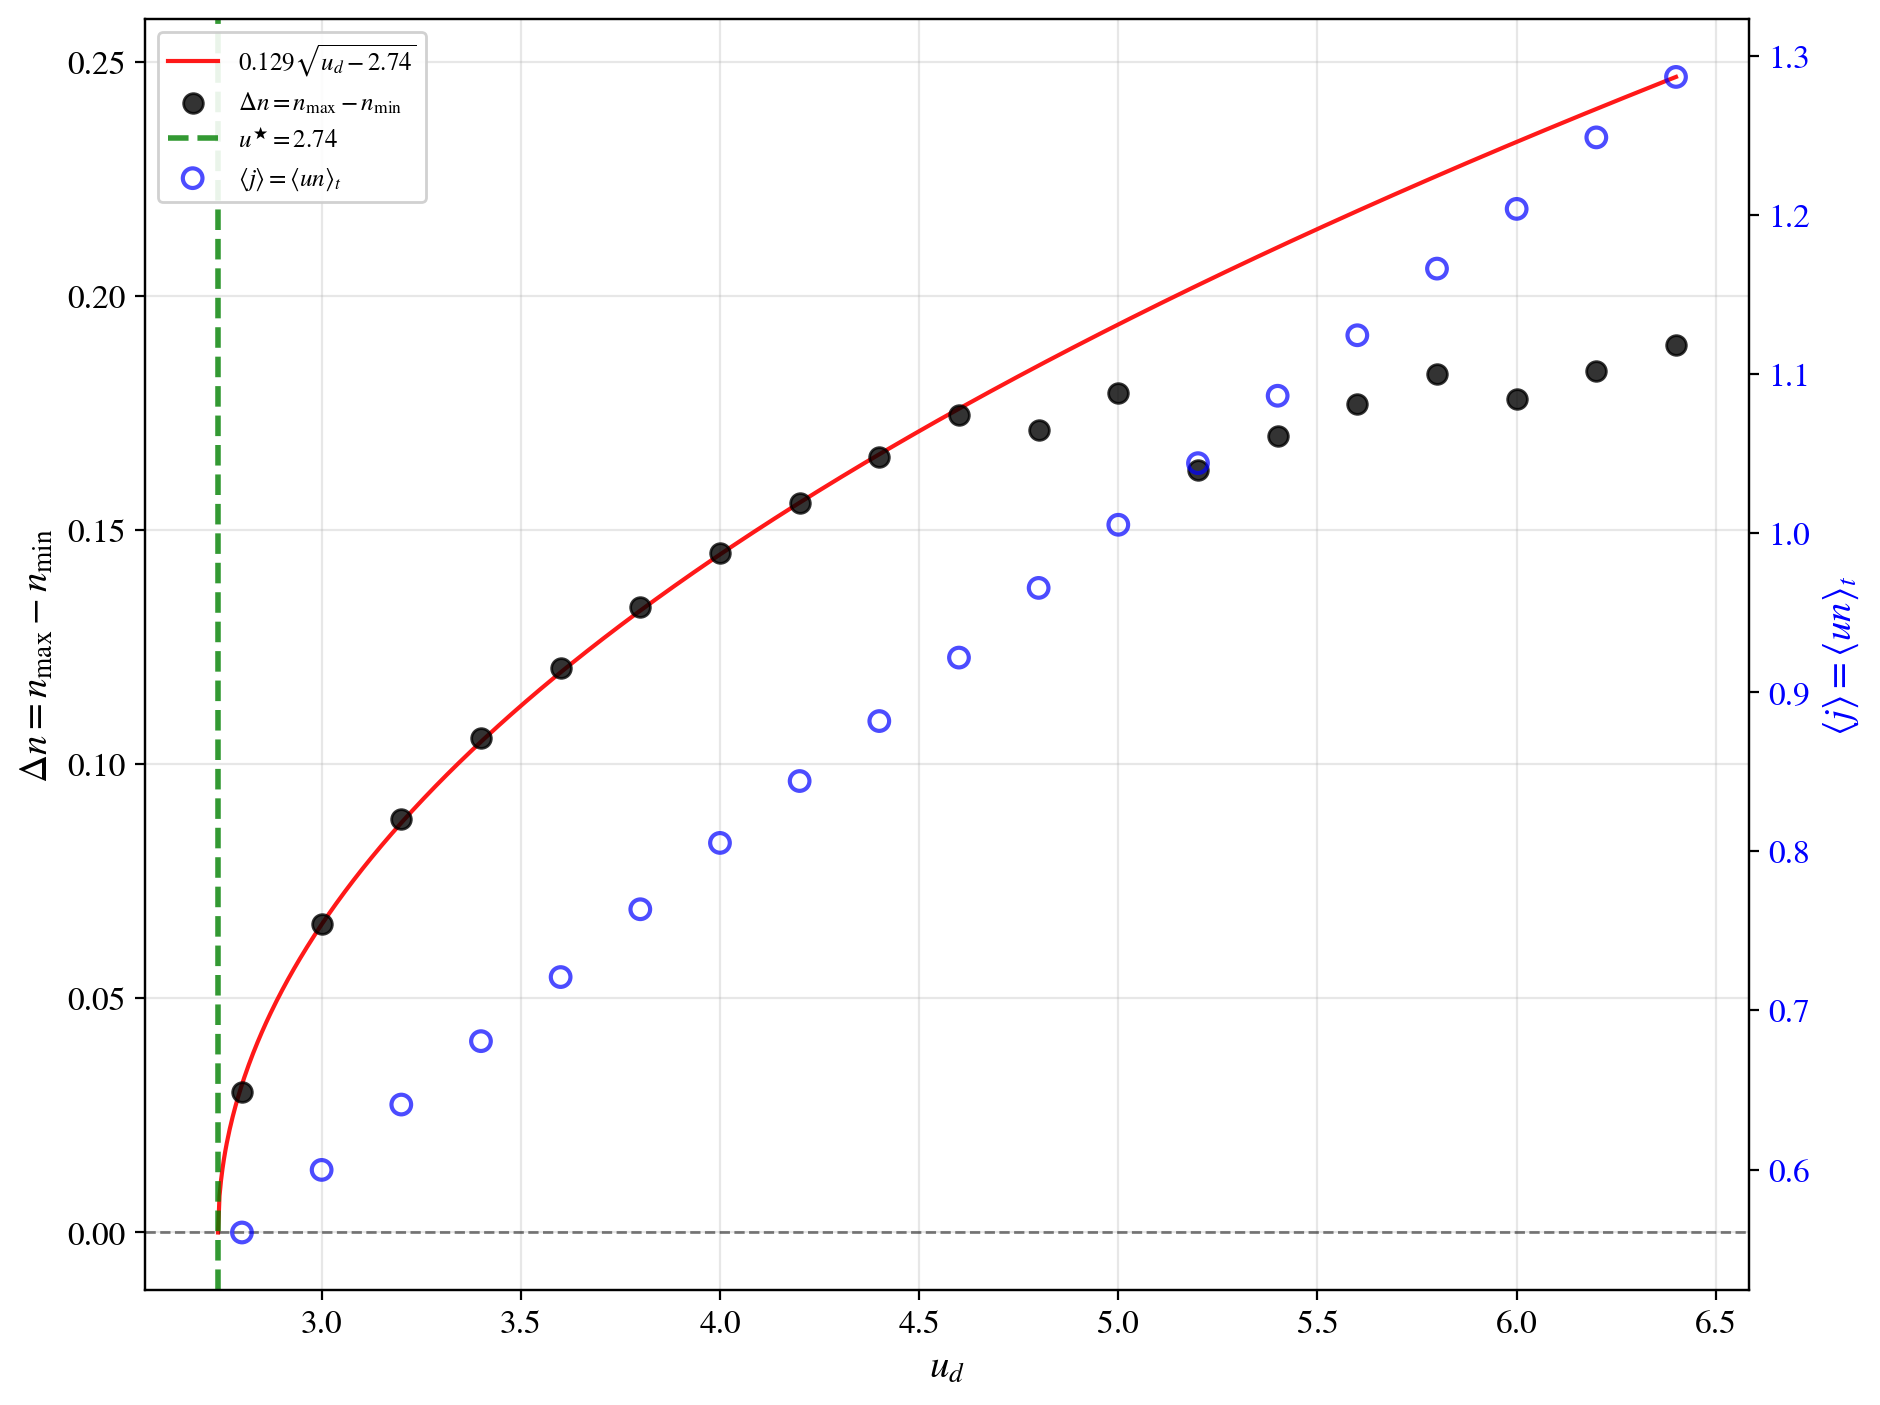 0.129√u_d − 2.74
Δn = n_max − n_min
u★ = 2.74
⟨j⟩ = ⟨un⟩_t
0.25
0.20
0.15
0.10
0.05
0.00
Δn = n_max − n_min
1.3
1.2
1.1
1.0
0.9
0.8
0.7
0.6
⟨j⟩ = ⟨un⟩_t
3.0 3.5 4.0 4.5 5.0 5.5 6.0 6.5
u_d